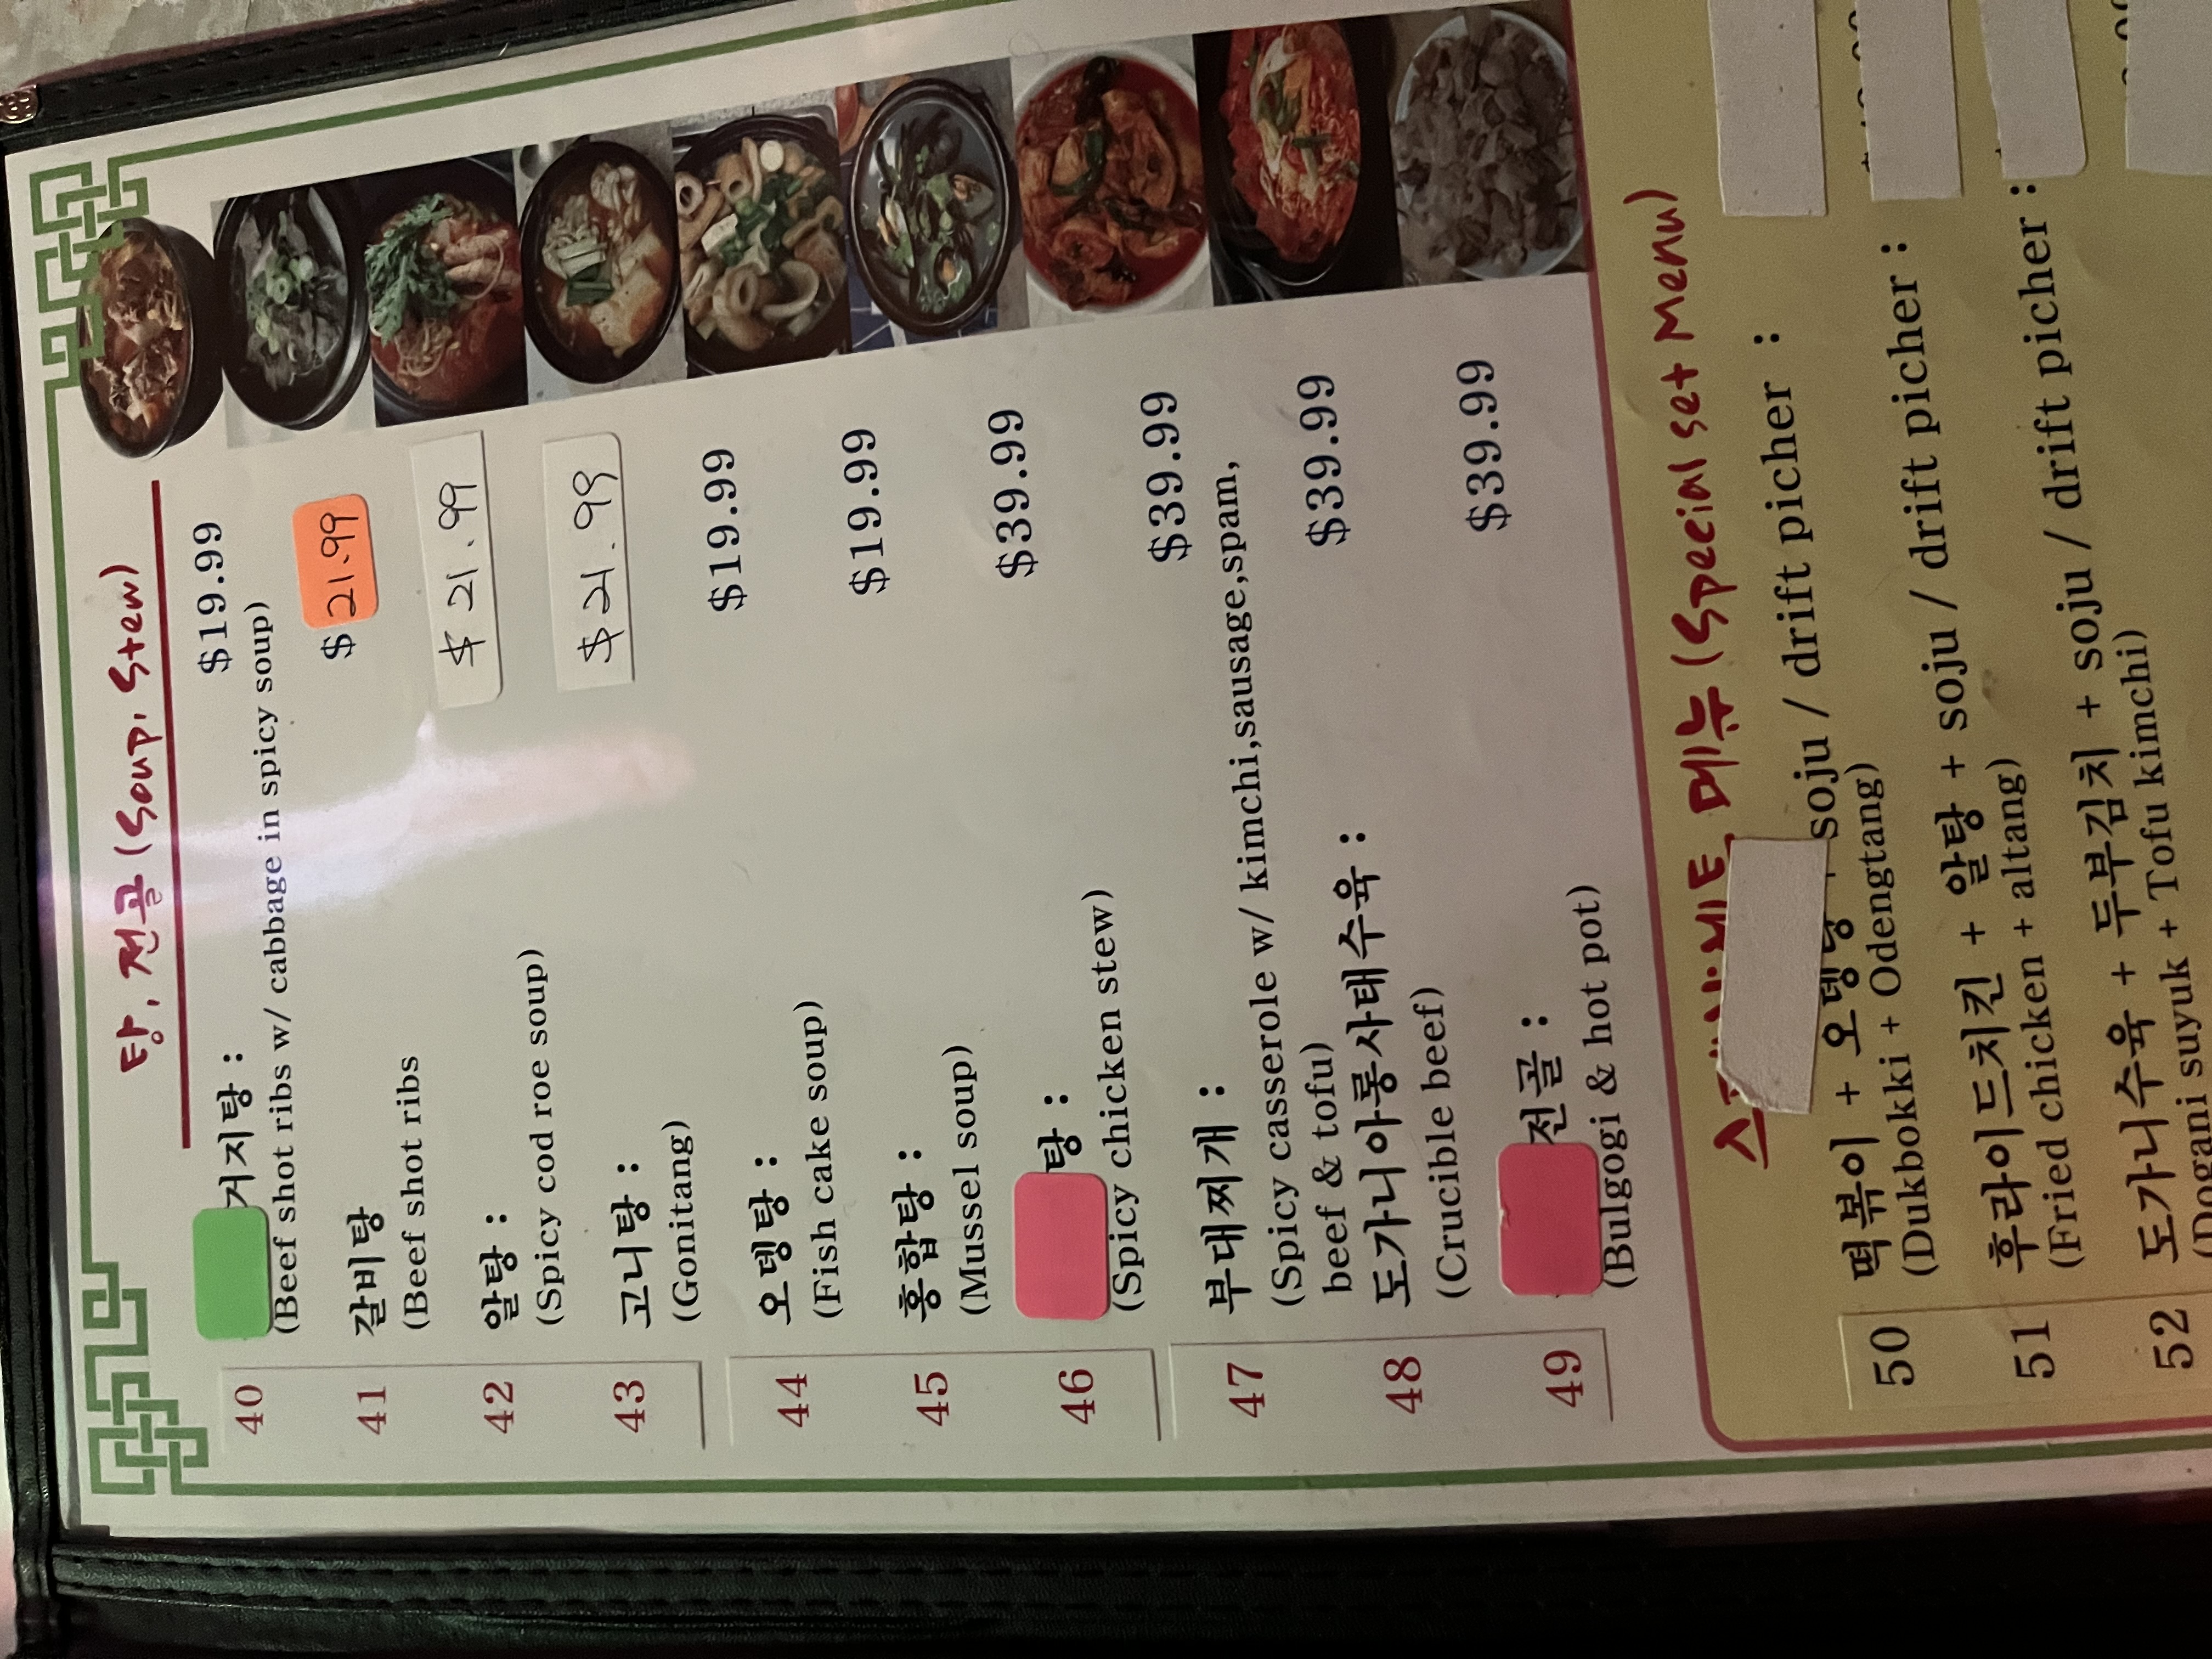 탕, 전골 (Soup, Stew)
40 거지탕 : $19.99
(Beef shot ribs w/ cabbage in spicy soup)
41 갈비탕 $21.99
(Beef shot ribs
42 알탕 : $21.99
(Spicy cod roe soup)
43 고니탕 : $21.99
(Gonitang)
44 오뎅탕 : $19.99
(Fish cake soup)
45 홍합탕 : $19.99
(Mussel soup)
46 탕 : $39.99
(Spicy chicken stew)
47 부대찌개 : $39.99
(Spicy casserole w/ kimchi,sausage,spam,
beef & tofu)
48 도가니아롱사태수육 : $39.99
(Crucible beef)
49 전골 : $39.99
(Bulgogi & hot pot)
메뉴 (Special set Menu)
50 떡볶이 + 오뎅탕 + soju / drift picher :
(Dukbokki + Odengtang)
51 후라이드치킨 + 알탕 + soju / drift picher :
(Fried chicken + altang)
52 도가니수육 + 두부김치 + soju / drift picher :
(Dogani suyuk + Tofu kimchi)